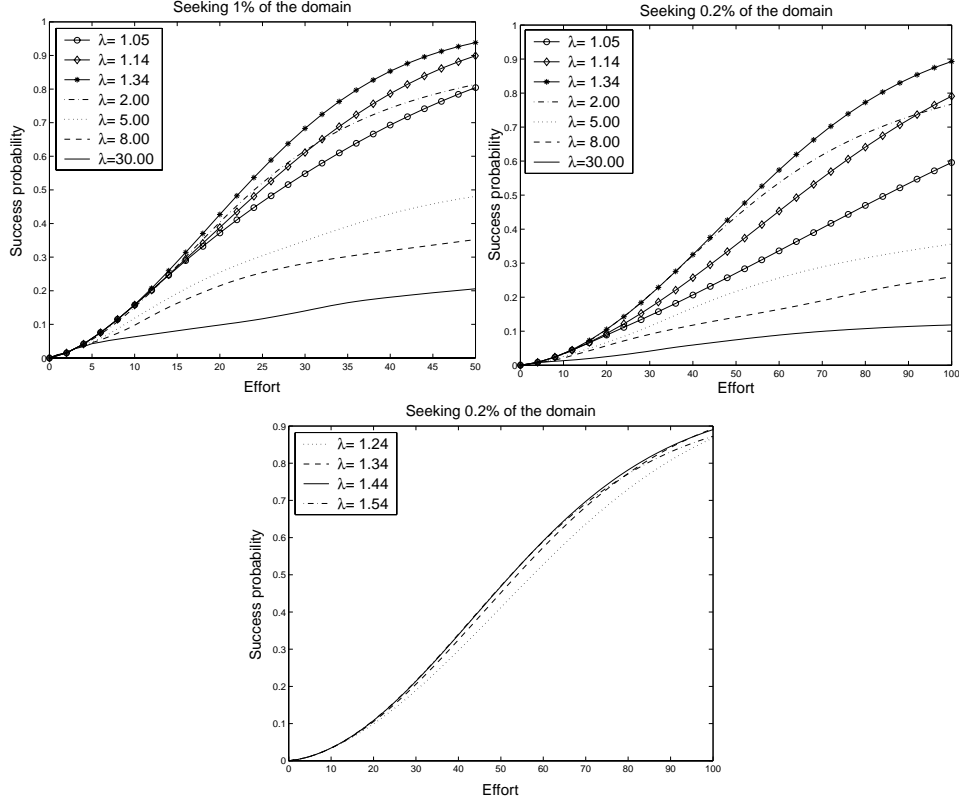 Seeking 1% of the domain
Success probability
1
0.9
0.8
0.7
0.6
0.5
0.4
0.3
0.2
0.1
0
λ= 1.05
λ= 1.14
λ= 1.34
λ= 2.00
λ= 5.00
λ= 8.00
λ=30.00
0 5 10 15 20 25 30 35 40 45 50
Effort
Seeking 0.2% of the domain
Success probability
1
0.9
0.8
0.7
0.6
0.5
0.4
0.3
0.2
0.1
0
λ= 1.05
λ= 1.14
λ= 1.34
λ= 2.00
λ= 5.00
λ= 8.00
λ=30.00
0 10 20 30 40 50 60 70 80 90 100
Effort
Seeking 0.2% of the domain
Success probability
0.9
0.8
0.7
0.6
0.5
0.4
0.3
0.2
0.1
0
λ= 1.24
λ= 1.34
λ= 1.44
λ= 1.54
0 10 20 30 40 50 60 70 80 90 100
Effort